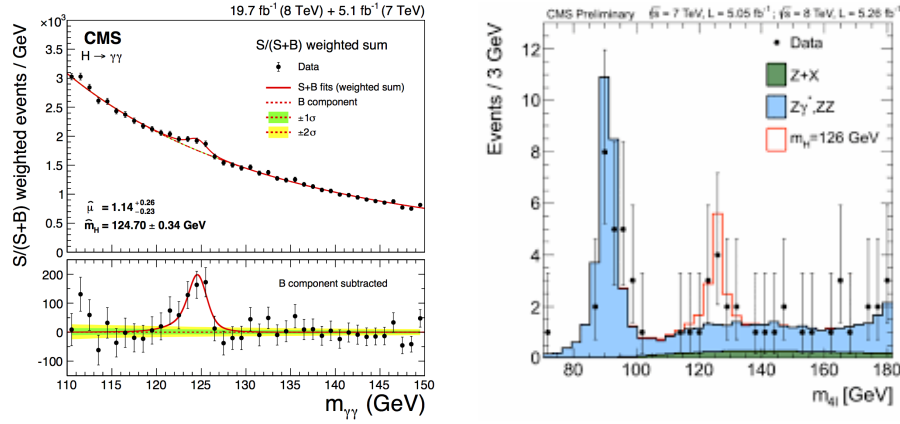 19.7 fb⁻¹ (8 TeV) + 5.1 fb⁻¹ (7 TeV)
×10³
S/(S+B) weighted events / GeV
CMS
H → γγ
S/(S+B) weighted sum
Data
S+B fits (weighted sum)
B component
±1σ
±2σ
3.5
3
2.5
2
1.5
1
0.5
0
μ̂ = 1.14 +0.26 −0.23
m̂H = 124.70 ± 0.34 GeV
B component subtracted
200
100
0
-100
110 115 120 125 130 135 140 145 150
mγγ (GeV)
CMS Preliminary √s = 7 TeV, L = 5.05 fb⁻¹ ; √s = 8 TeV, L = 5.26 fb⁻¹
Events / 3 GeV
Data
Z+X
Zγ*,ZZ
mH=126 GeV
12
10
8
6
4
2
0
80 100 120 140 160 180
m4l [GeV]